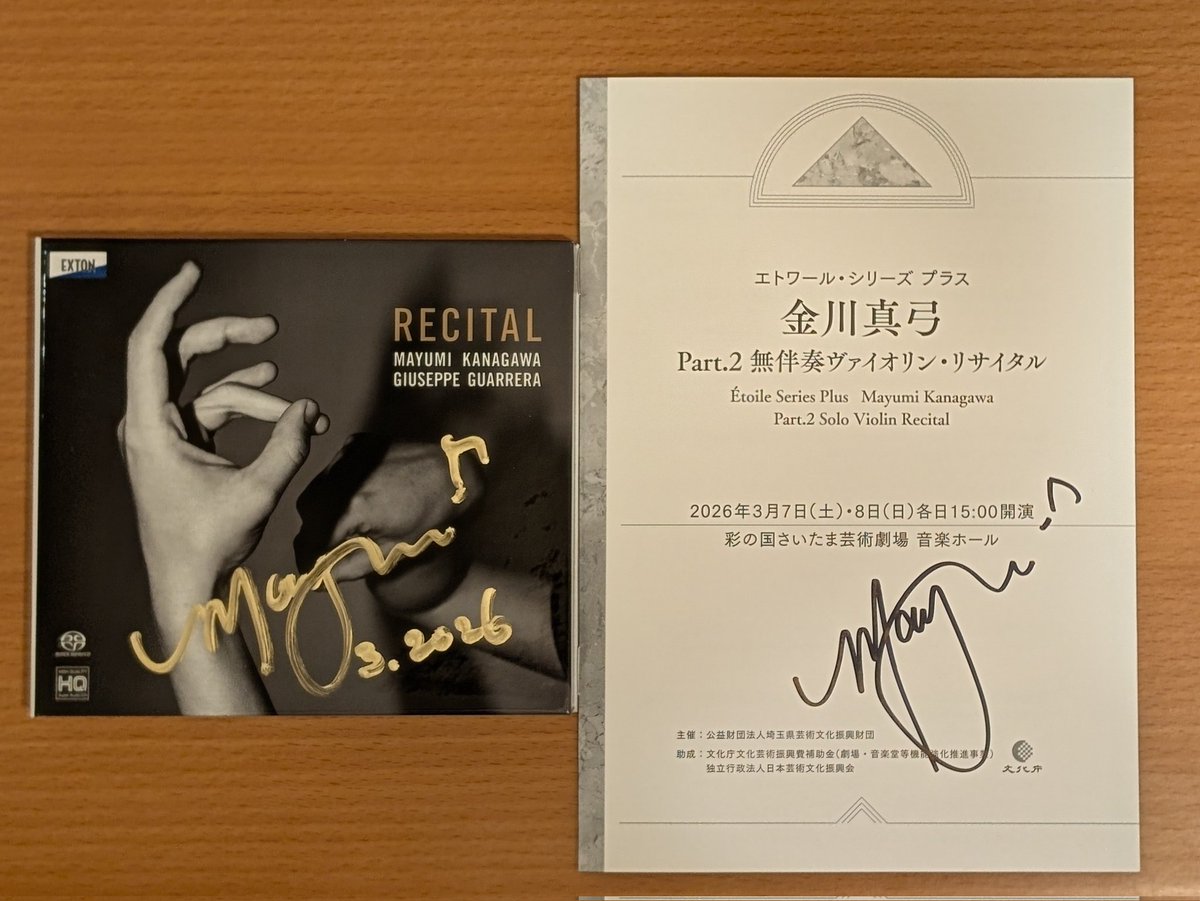 EXTON
RECITAL
MAYUMI KANAGAWA
GIUSEPPE GUARRERA
3.2026
HQ
エトワール・シリーズ プラス
金川真弓
Part.2 無伴奏ヴァイオリン・リサイタル
Étoile Series Plus Mayumi Kanagawa
Part.2 Solo Violin Recital
2026年3月7日(土)・8日(日)各日15:00開演
彩の国さいたま芸術劇場 音楽ホール
主催:公益財団法人埼玉県芸術文化振興財団
助成:文化庁文化芸術振興費補助金(劇場・音楽堂等機能強化推進事業)
独立行政法人日本芸術文化振興会
文化庁